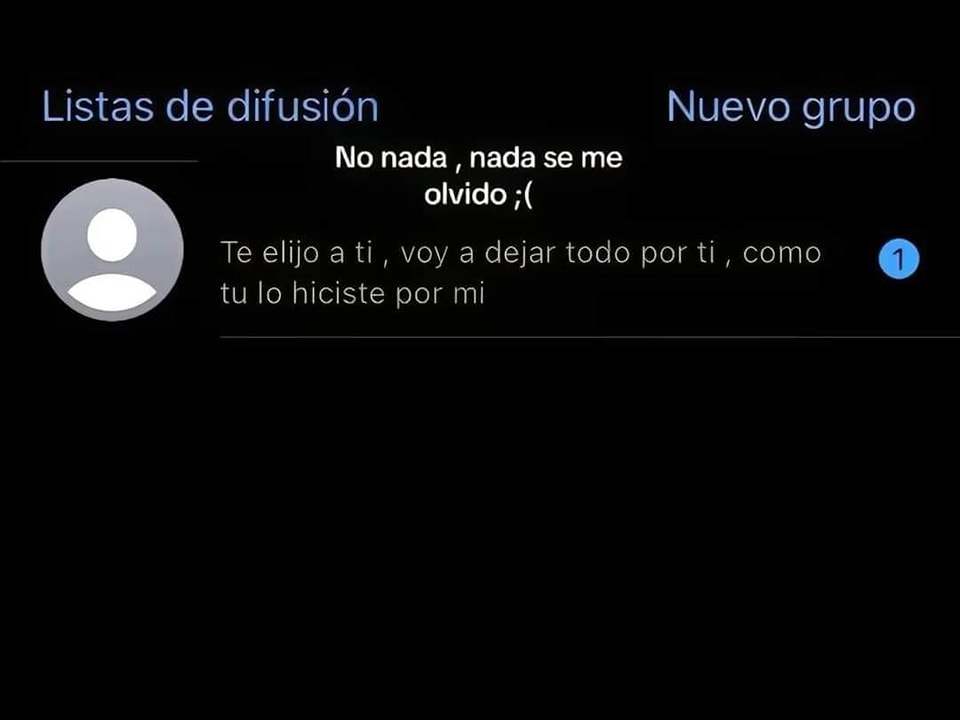 Listas de difusión
Nuevo grupo
No nada , nada se me
olvido ;(
Te elijo a ti , voy a dejar todo por ti , como
tu lo hiciste por mi
1